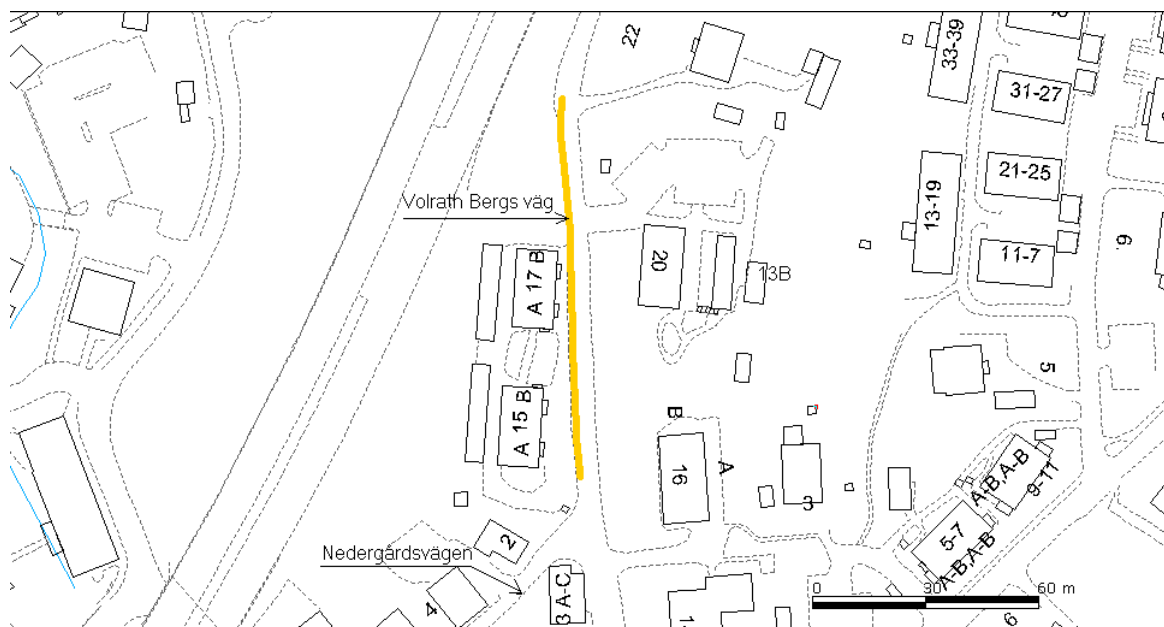 22
33-39
31-27
21-25
13-19
Volrath Bergs väg
6
11-7
20
13B
A 17 B
5
B
A 15 B
16
A
A-B,A-B
9-11
3
2
5-7
Nedergårdsvägen
A-B,A-B
0 30 60 m
3 A-C
4
6